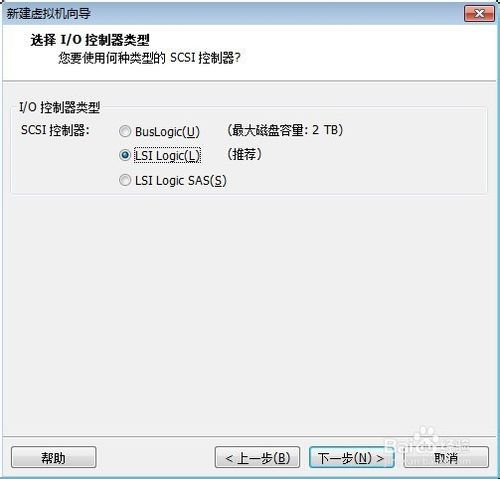 新建虚拟机向导
选择 I/O 控制器类型
您要使用何种类型的 SCSI 控制器?
I/O 控制器类型
SCSI 控制器: BusLogic(U) (最大磁盘容量: 2 TB)
LSI Logic(L) (推荐)
LSI Logic SAS(S)
帮助 < 上一步(B) 下一步(N) > 取消
Baidu 经验